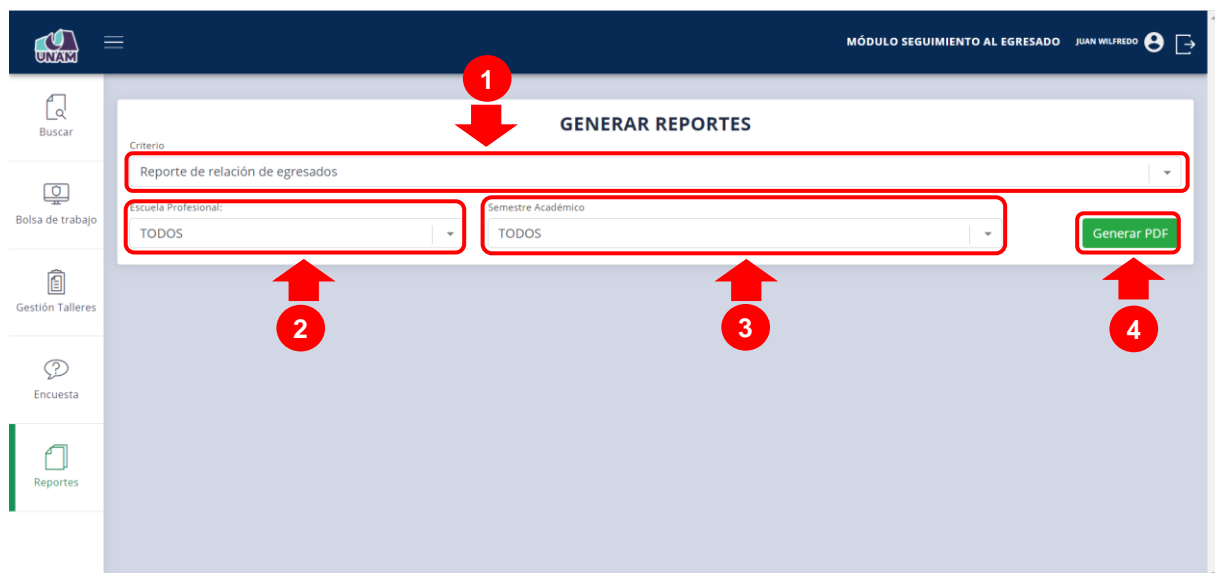 UNAM
MÓDULO SEGUIMIENTO AL EGRESADO JUAN WILFREDO
1
Buscar
GENERAR REPORTES
Criterio
Reporte de relación de egresados
Bolsa de trabajo
Escuela Profesional:
Semestre Académico
TODOS
TODOS
Generar PDF
Gestión Talleres
2
3
4
Encuesta
Reportes